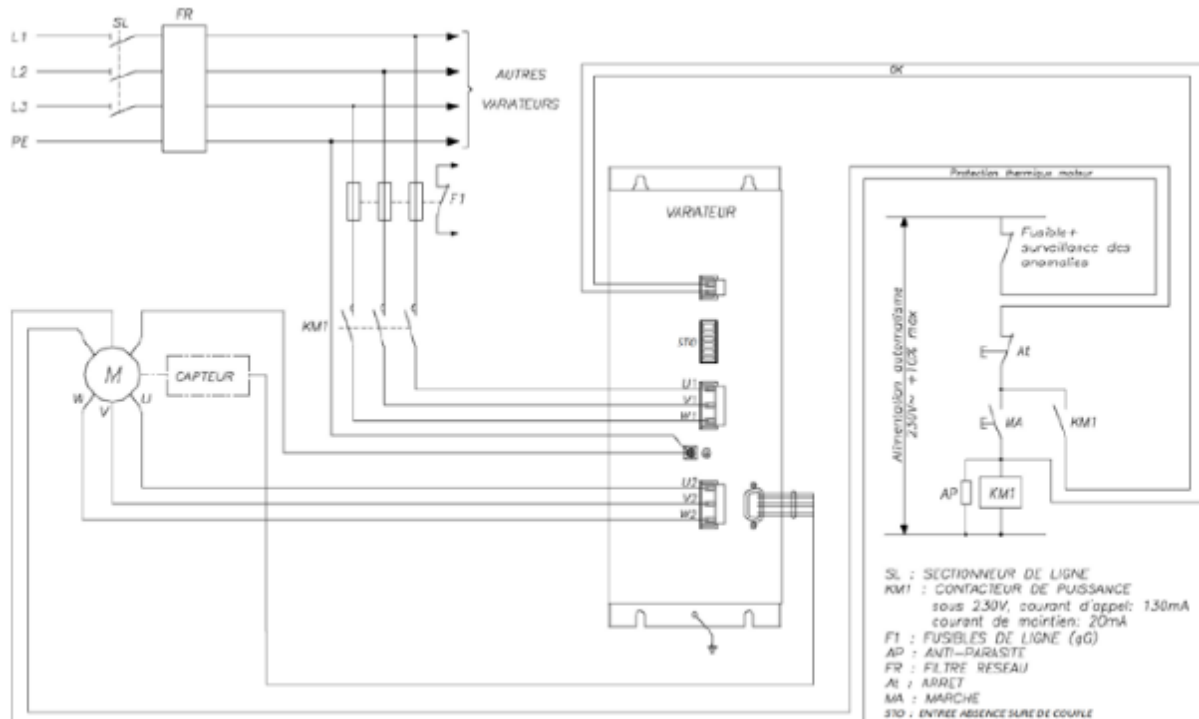 FR
SL
L1
L2
L3
PE
AUTRES
VARIATEURS
F1
OK
Protection thermique moteur
VARIATEUR
Fusible+
surveillance des
anomalies
Alimentation automatisme
230V~ +10% max
KM1
STO
At
M
CAPTEUR
W
V
U
U1
V1
W1
G
MA
KM1
U2
V2
W2
AP
KM1
SL : SECTIONNEUR DE LIGNE
KM1 : CONTACTEUR DE PUISSANCE
sous 230V, courant d'appel: 130mA
courant de maintien: 20mA
F1 : FUSIBLES DE LIGNE (gG)
AP : ANTI-PARASITE
FR : FILTRE RESEAU
At : ARRET
MA : MARCHE
STO : ENTREE ABSENCE SURE DE COUPLE